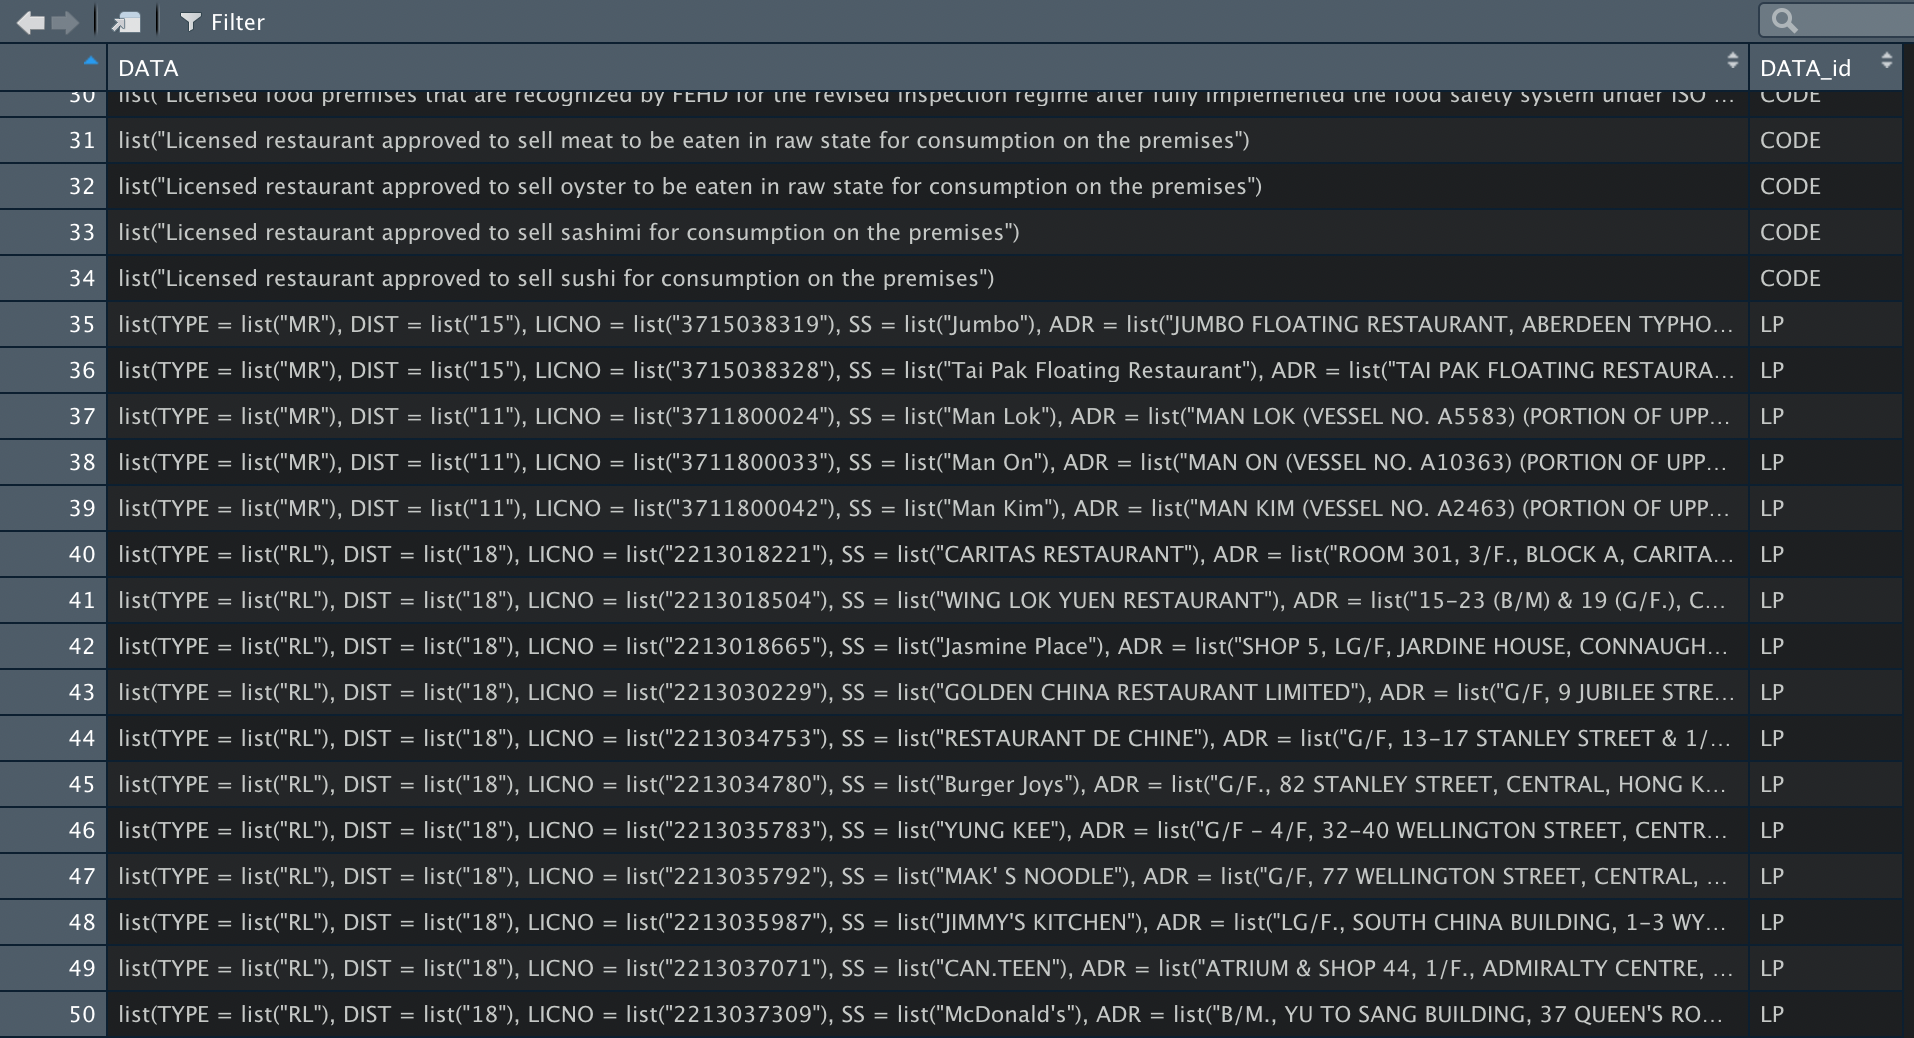 Filter
DATA DATA_id
30 list("Licensed food premises that are recognized by FEHD for the revised inspection regime after fully implemented the food safety system under ISO ... CODE
31 list("Licensed restaurant approved to sell meat to be eaten in raw state for consumption on the premises") CODE
32 list("Licensed restaurant approved to sell oyster to be eaten in raw state for consumption on the premises") CODE
33 list("Licensed restaurant approved to sell sashimi for consumption on the premises") CODE
34 list("Licensed restaurant approved to sell sushi for consumption on the premises") CODE
35 list(TYPE = list("MR"), DIST = list("15"), LICNO = list("3715038319"), SS = list("Jumbo"), ADR = list("JUMBO FLOATING RESTAURANT, ABERDEEN TYPHO... LP
36 list(TYPE = list("MR"), DIST = list("15"), LICNO = list("3715038328"), SS = list("Tai Pak Floating Restaurant"), ADR = list("TAI PAK FLOATING RESTAURA... LP
37 list(TYPE = list("MR"), DIST = list("11"), LICNO = list("3711800024"), SS = list("Man Lok"), ADR = list("MAN LOK (VESSEL NO. A5583) (PORTION OF UPP... LP
38 list(TYPE = list("MR"), DIST = list("11"), LICNO = list("3711800033"), SS = list("Man On"), ADR = list("MAN ON (VESSEL NO. A10363) (PORTION OF UPP... LP
39 list(TYPE = list("MR"), DIST = list("11"), LICNO = list("3711800042"), SS = list("Man Kim"), ADR = list("MAN KIM (VESSEL NO. A2463) (PORTION OF UPP... LP
40 list(TYPE = list("RL"), DIST = list("18"), LICNO = list("2213018221"), SS = list("CARITAS RESTAURANT"), ADR = list("ROOM 301, 3/F., BLOCK A, CARITA... LP
41 list(TYPE = list("RL"), DIST = list("18"), LICNO = list("2213018504"), SS = list("WING LOK YUEN RESTAURANT"), ADR = list("15-23 (B/M) & 19 (G/F.), C... LP
42 list(TYPE = list("RL"), DIST = list("18"), LICNO = list("2213018665"), SS = list("Jasmine Place"), ADR = list("SHOP 5, LG/F, JARDINE HOUSE, CONNAUGH... LP
43 list(TYPE = list("RL"), DIST = list("18"), LICNO = list("2213030229"), SS = list("GOLDEN CHINA RESTAURANT LIMITED"), ADR = list("G/F, 9 JUBILEE STRE... LP
44 list(TYPE = list("RL"), DIST = list("18"), LICNO = list("2213034753"), SS = list("RESTAURANT DE CHINE"), ADR = list("G/F, 13-17 STANLEY STREET & 1/... LP
45 list(TYPE = list("RL"), DIST = list("18"), LICNO = list("2213034780"), SS = list("Burger Joys"), ADR = list("G/F., 82 STANLEY STREET, CENTRAL, HONG K... LP
46 list(TYPE = list("RL"), DIST = list("18"), LICNO = list("2213035783"), SS = list("YUNG KEE"), ADR = list("G/F - 4/F, 32-40 WELLINGTON STREET, CENTR... LP
47 list(TYPE = list("RL"), DIST = list("18"), LICNO = list("2213035792"), SS = list("MAK' S NOODLE"), ADR = list("G/F, 77 WELLINGTON STREET, CENTRAL, ... LP
48 list(TYPE = list("RL"), DIST = list("18"), LICNO = list("2213035987"), SS = list("JIMMY'S KITCHEN"), ADR = list("LG/F., SOUTH CHINA BUILDING, 1-3 WY... LP
49 list(TYPE = list("RL"), DIST = list("18"), LICNO = list("2213037071"), SS = list("CAN.TEEN"), ADR = list("ATRIUM & SHOP 44, 1/F., ADMIRALTY CENTRE, ... LP
50 list(TYPE = list("RL"), DIST = list("18"), LICNO = list("2213037309"), SS = list("McDonald's"), ADR = list("B/M., YU TO SANG BUILDING, 37 QUEEN'S RO... LP